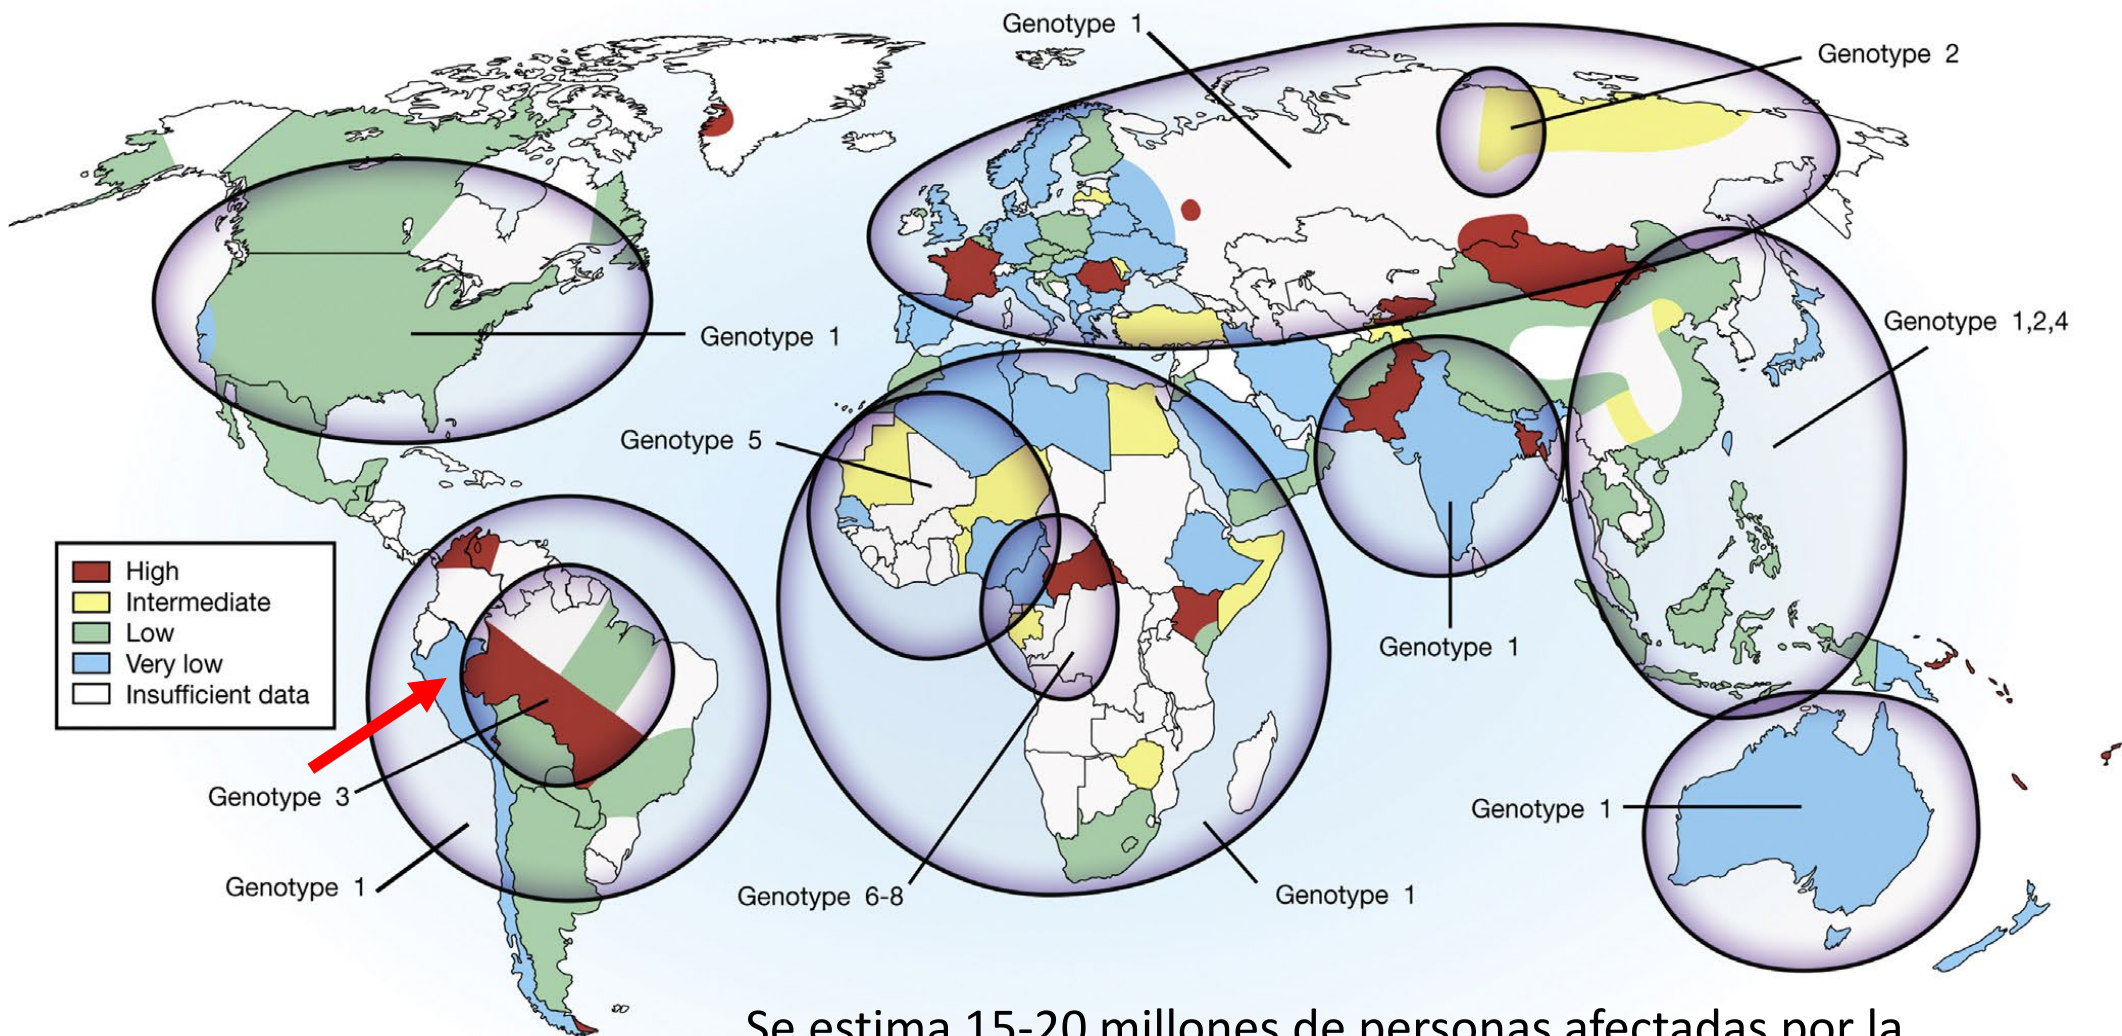 Genotype 1
Genotype 2
Genotype 1
Genotype 1,2,4
Genotype 5
High
Intermediate
Low
Very low
Insufficient data
Genotype 1
Genotype 3
Genotype 1
Genotype 1
Genotype 6-8
Genotype 1
Se estima 15-20 millones de personas afectadas por la